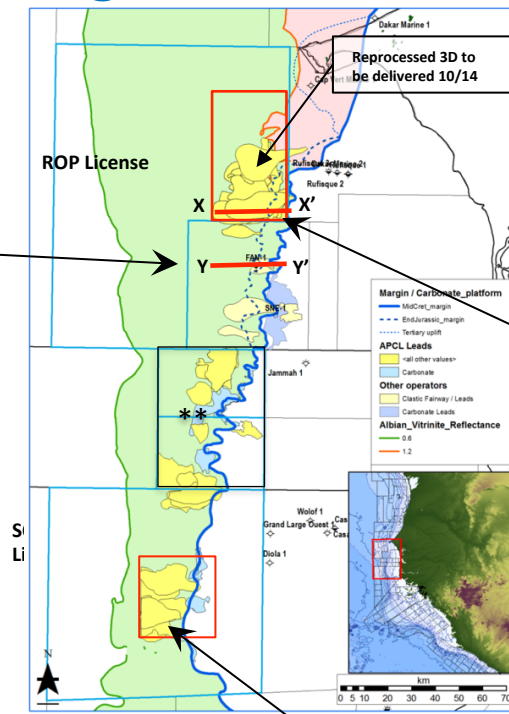 Dakar Marine 1
Reprocessed 3D to
be delivered 10/14
ROP License
Rufisque 2
X X'
Y Y'
FAN-1
SNE-1
Jammah 1
**
Margin / Carbonate_platform
MidCret_margin
EndJurassic_margin
Tertiary uplift
APCL Leads
<all other values>
Carbonate
Other operators
Clastic Fairway / Leads
Carbonate Leads
Albian_Vitrinite_Reflectance
0.6
1.2
Wolof 1
Grand Large Ouest 1
Diola 1
N
km
0 5 10 20 30 40 50 60 70